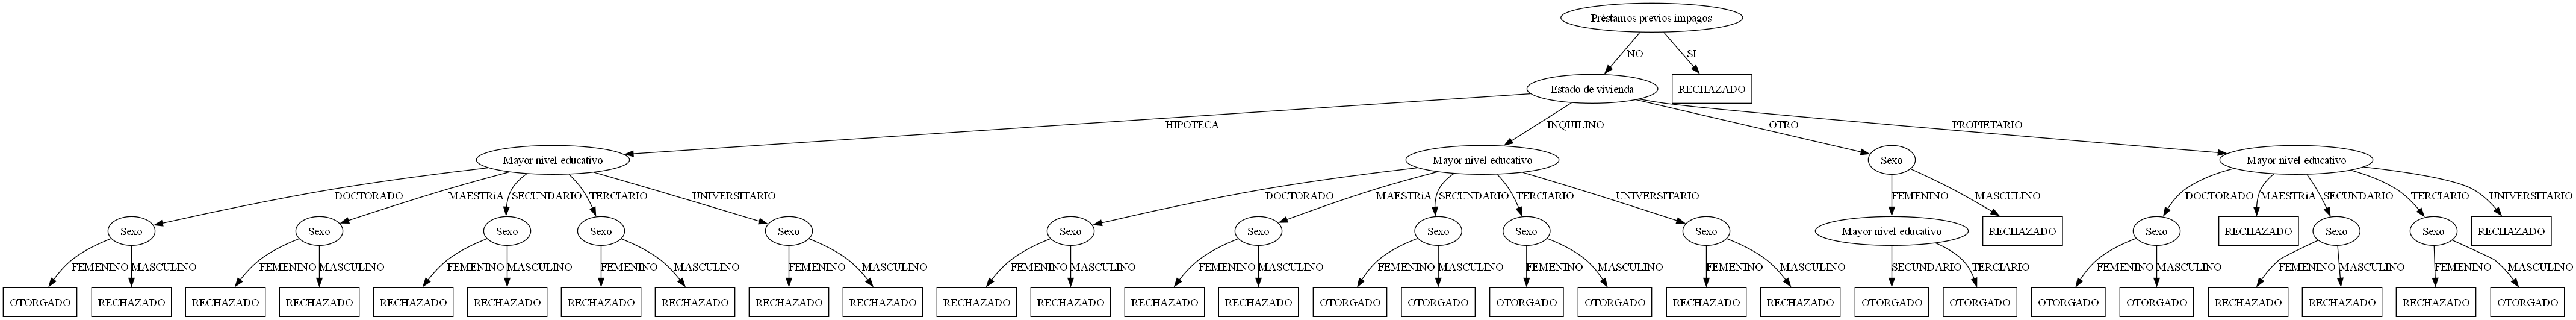 Préstamos previos impagos
NO SI
Estado de vivienda RECHAZADO
HIPOTECA INQUILINO OTRO PROPIETARIO
Mayor nivel educativo Mayor nivel educativo Sexo Mayor nivel educativo
DOCTORADO MAESTRíA SECUNDARIO TERCIARIO UNIVERSITARIO DOCTORADO MAESTRíA SECUNDARIO TERCIARIO UNIVERSITARIO FEMENINO MASCULINO DOCTORADO MAESTRíA SECUNDARIO TERCIARIO UNIVERSITARIO
Sexo Sexo Sexo Sexo Sexo Sexo Sexo Sexo Sexo Sexo Mayor nivel educativo RECHAZADO Sexo RECHAZADO Sexo Sexo RECHAZADO
FEMENINO MASCULINO FEMENINO MASCULINO FEMENINO MASCULINO FEMENINO MASCULINO FEMENINO MASCULINO FEMENINO MASCULINO FEMENINO MASCULINO FEMENINO MASCULINO FEMENINO MASCULINO FEMENINO MASCULINO SECUNDARIO TERCIARIO FEMENINO MASCULINO FEMENINO MASCULINO FEMENINO MASCULINO
OTORGADO RECHAZADO RECHAZADO RECHAZADO RECHAZADO RECHAZADO RECHAZADO RECHAZADO RECHAZADO RECHAZADO RECHAZADO RECHAZADO RECHAZADO RECHAZADO OTORGADO OTORGADO OTORGADO OTORGADO RECHAZADO RECHAZADO OTORGADO OTORGADO OTORGADO OTORGADO RECHAZADO RECHAZADO RECHAZADO OTORGADO